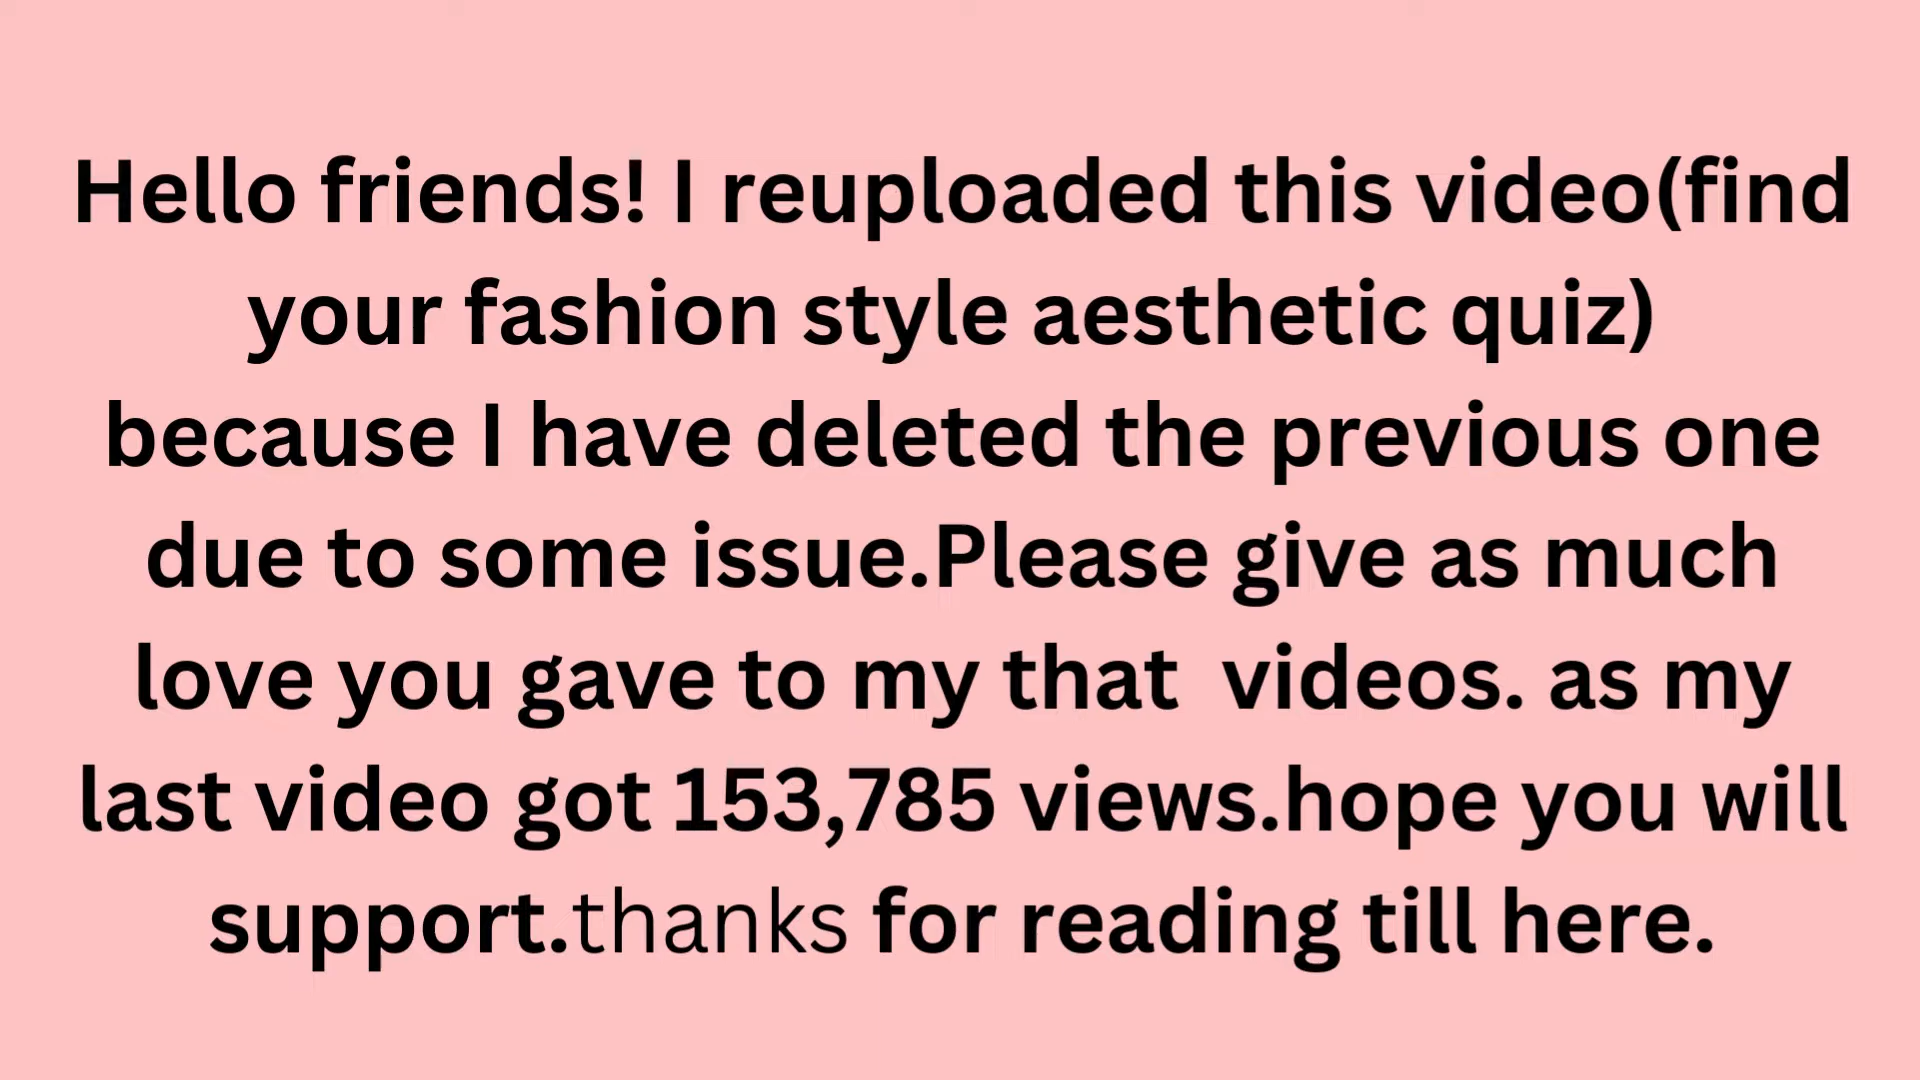 Hello friends! I reuploaded this video(find
your fashion style aesthetic quiz)
because I have deleted the previous one
due to some issue.Please give as much
love you gave to my that  videos. as my
last video got 153,785 views.hope you will
support.thanks for reading till here.